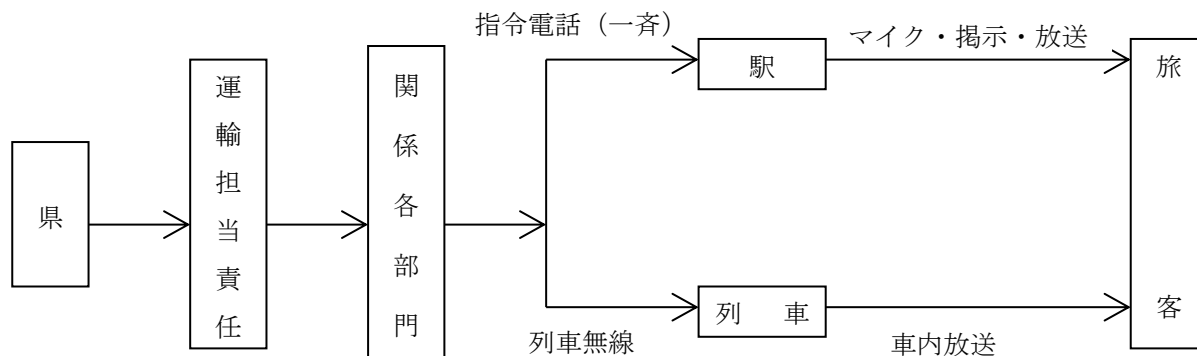 県
運輸担当責任
関係各部門
指令電話（一斉）
駅
マイク・掲示・放送
列車無線
列　車
車内放送
旅客